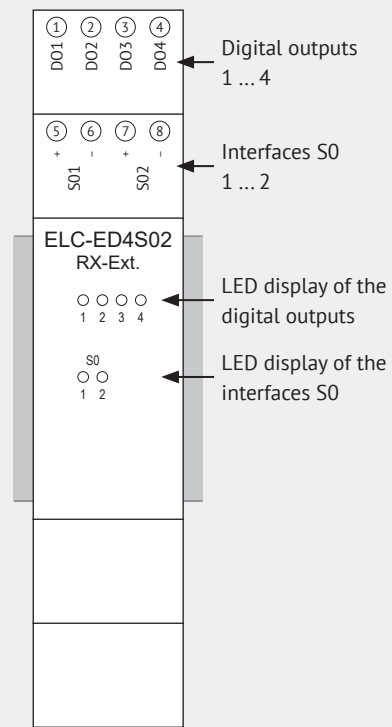 1 2 3 4
DO1 DO2 DO3 DO4
Digital outputs
1 ... 4
5 6 7 8
+ - + -
S01 S02
Interfaces S0
1 ... 2
ELC-ED4S02
RX-Ext.
1 2 3 4
LED display of the
digital outputs
S0
1 2
LED display of the
interfaces S0